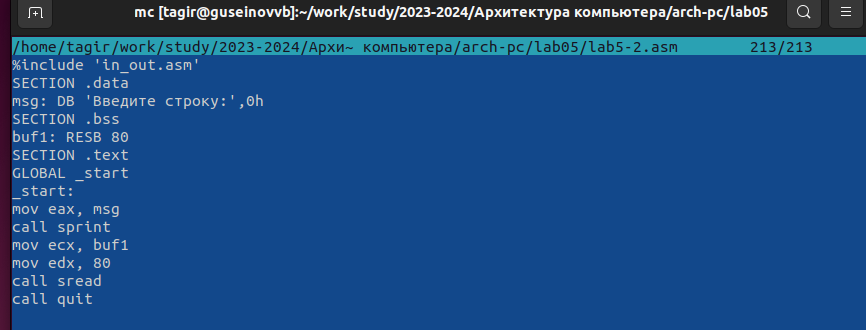 mc [tagir@guseinovvb]:~/work/study/2023-2024/Архитектура компьютера/arch-pc/lab05
/home/tagir/work/study/2023-2024/Архи~ компьютера/arch-pc/lab05/lab5-2.asm 213/213
%include 'in_out.asm'
SECTION .data
msg: DB 'Введите строку:',0h
SECTION .bss
buf1: RESB 80
SECTION .text
GLOBAL _start
_start:
mov eax, msg
call sprint
mov ecx, buf1
mov edx, 80
call sread
call quit